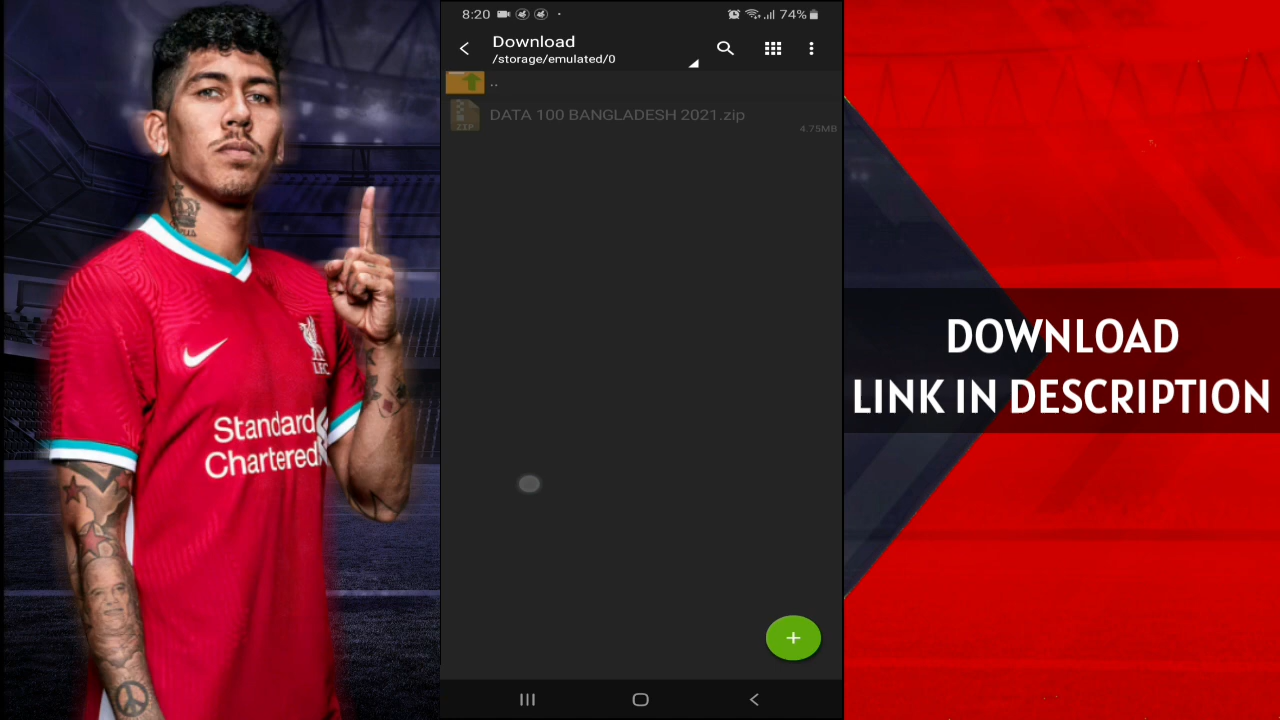 8:20
74%
Download
/storage/emulated/0
..
DATA 100 BANGLADESH 2021.zip
ZIP
4.75MB
L.F.C.
Standard
Chartered
DOWNLOAD
LINK IN DESCRIPTION